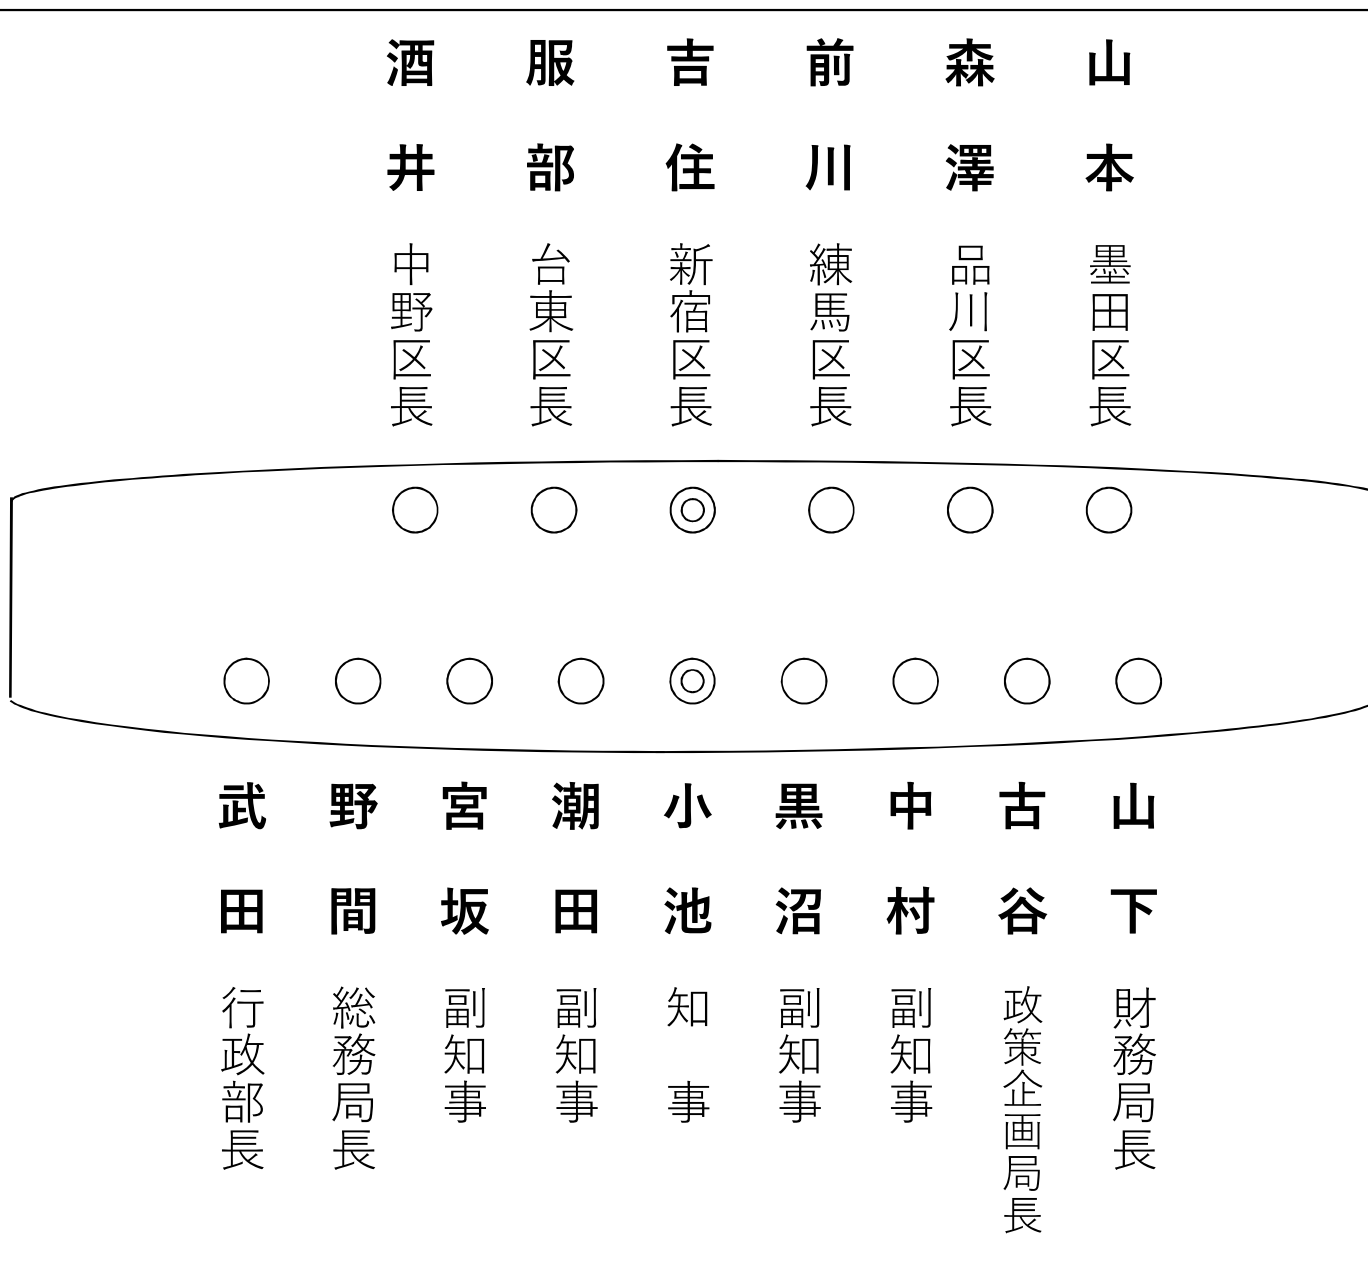 酒井 中野区長
服部 台東区長
吉住 新宿区長
前川 練馬区長
森澤 品川区長
山本 墨田区長
武田 行政部長
野間 総務局長
宮坂 副知事
潮田 副知事
小池 知事
黒沼 副知事
中村 副知事
古谷 政策企画局長
山下 財務局長